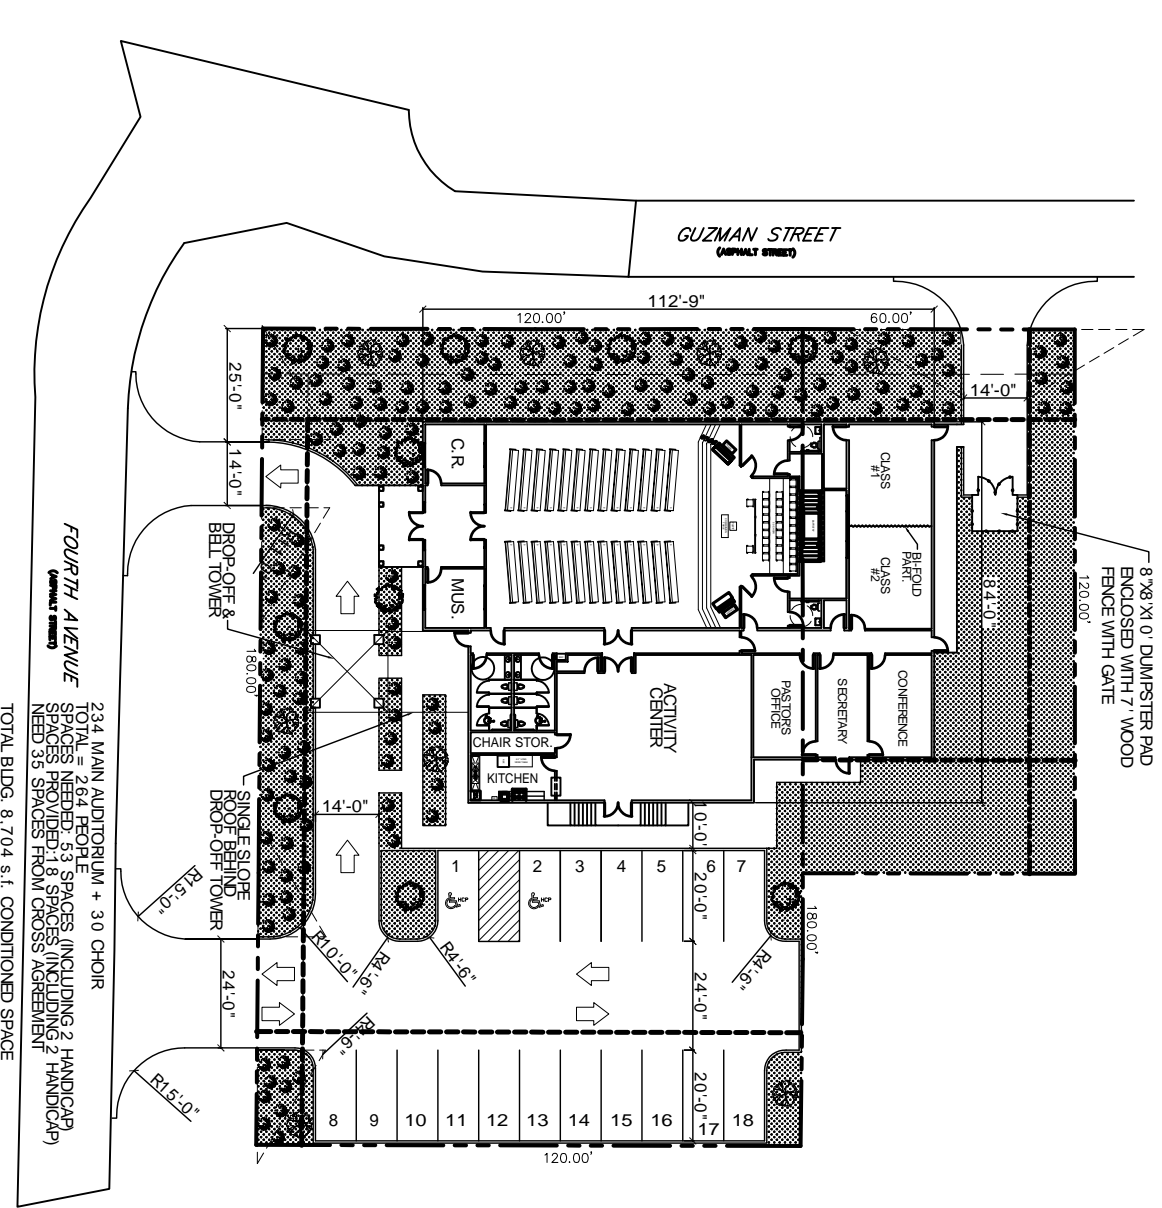 GUZMAN STREET
(ASPHALT STREET)
112'-9"
120.00'
60.00'
25'-0"
14'-0"
14'-0"
C.R.
CLASS
#1
BI-FOLD
PART.
CLASS
#2
MUS.
8"X8'X10' DUMPSTER PAD
ENCLOSED WITH 7' WOOD
FENCE WITH GATE
120.00'
84'-0"
DROP-OFF &
BELL TOWER
FOURTH AVENUE
(ASPHALT STREET)
180.00'
ACTIVITY
CENTER
PASTOR'S
OFFICE
SECRETARY
CONFERENCE
CHAIR STOR.
KITCHEN
SINGLE SLOPE
ROOF BEHIND
DROP-OFF TOWER
14'-0"
10'-0"
1
2
3
4
5
6
7
HCP
HCP
20'-0"
180.00'
R15'-0"
R10'-0"
R4'-6"
R4'-6"
R4'-6"
24'-0"
24'-0"
R4'-6"
R15'-0"
20'-0"
8
9
10
11
12
13
14
15
16
17
18
120.00'
234 MAIN AUDITORIUM + 30 CHOIR
TOTAL = 264 PEOPLE
SPACES NEEDED: 53 SPACES (INCLUDING 2 HANDICAP)
SPACES PROVIDED:18 SPACES (INCLUDING 2 HANDICAP)
NEED 35 SPACES FROM CROSS AGREEMENT
TOTAL BLDG. 8,704 s.f. CONDITIONED SPACE